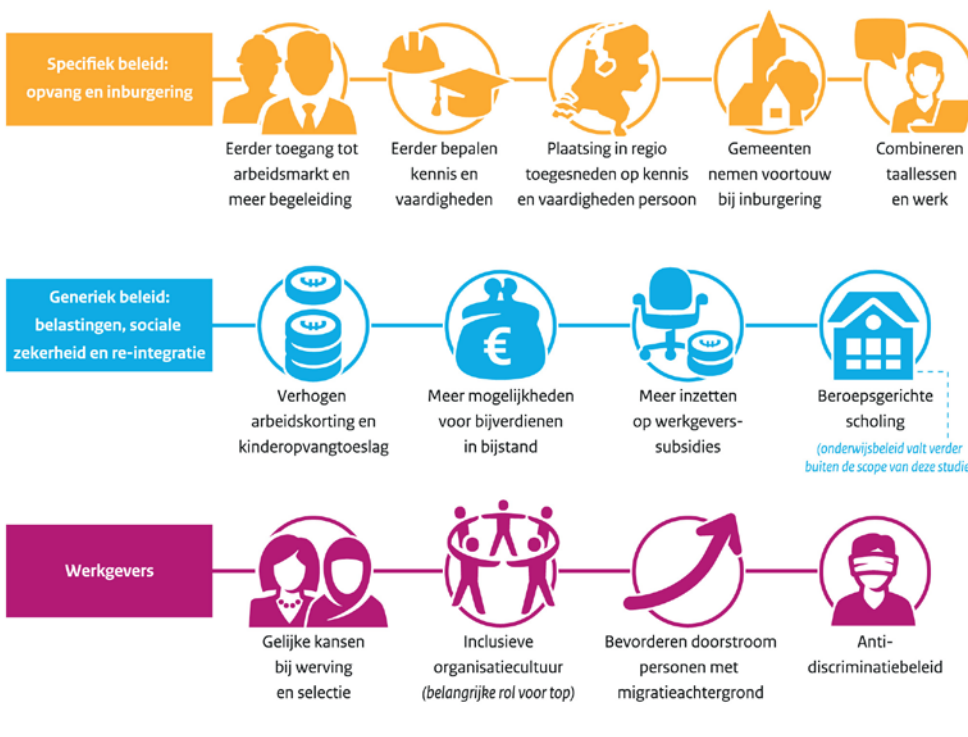 Specifiek beleid:
opvang en inburgering
Eerder toegang tot
arbeidsmarkt en
meer begeleiding
Eerder bepalen
kennis en
vaardigheden
Plaatsing in regio
toegesneden op kennis
en vaardigheden persoon
Gemeenten
nemen voortouw
bij inburgering
Combineren
taallessen
en werk
Generiek beleid:
belastingen, sociale
zekerheid en re-integratie
Verhogen
arbeidskorting en
kinderopvangtoeslag
€
Meer mogelijkheden
voor bijverdienen
in bijstand
Meer inzetten
op werkgevers-
subsidies
Beroepsgerichte
scholing
(onderwijsbeleid valt verder
buiten de scope van deze studie
Werkgevers
Gelijke kansen
bij werving
en selectie
Inclusieve
organisatiecultuur
(belangrijke rol voor top)
Bevorderen doorstroom
personen met
migratieachtergrond
Anti-
discriminatiebeleid